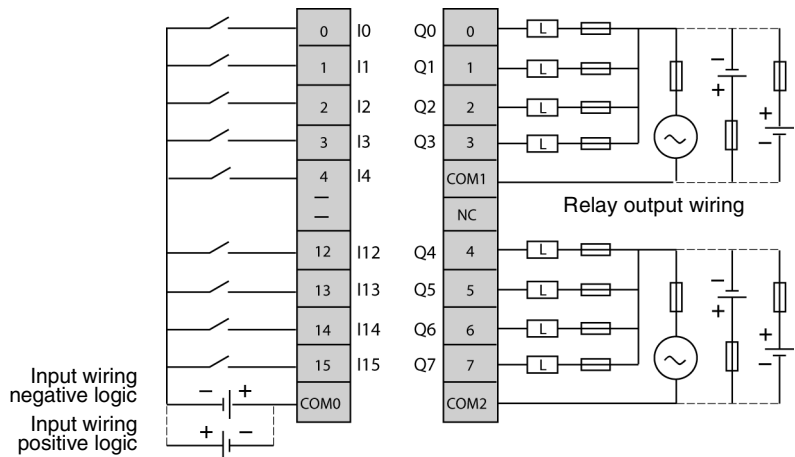 0 I0 Q0 0 L
1 I1 Q1 1 L
2 I2 Q2 2 L
3 I3 Q3 3 L
4 I4 COM1
Relay output wiring
NC
12 I12 Q4 4 L
13 I13 Q5 5 L
14 I14 Q6 6 L
15 I15 Q7 7 L
Input wiring
negative logic
− +
COM0 COM2
Input wiring
positive logic
+ −
− +
+ −
− +
+ −